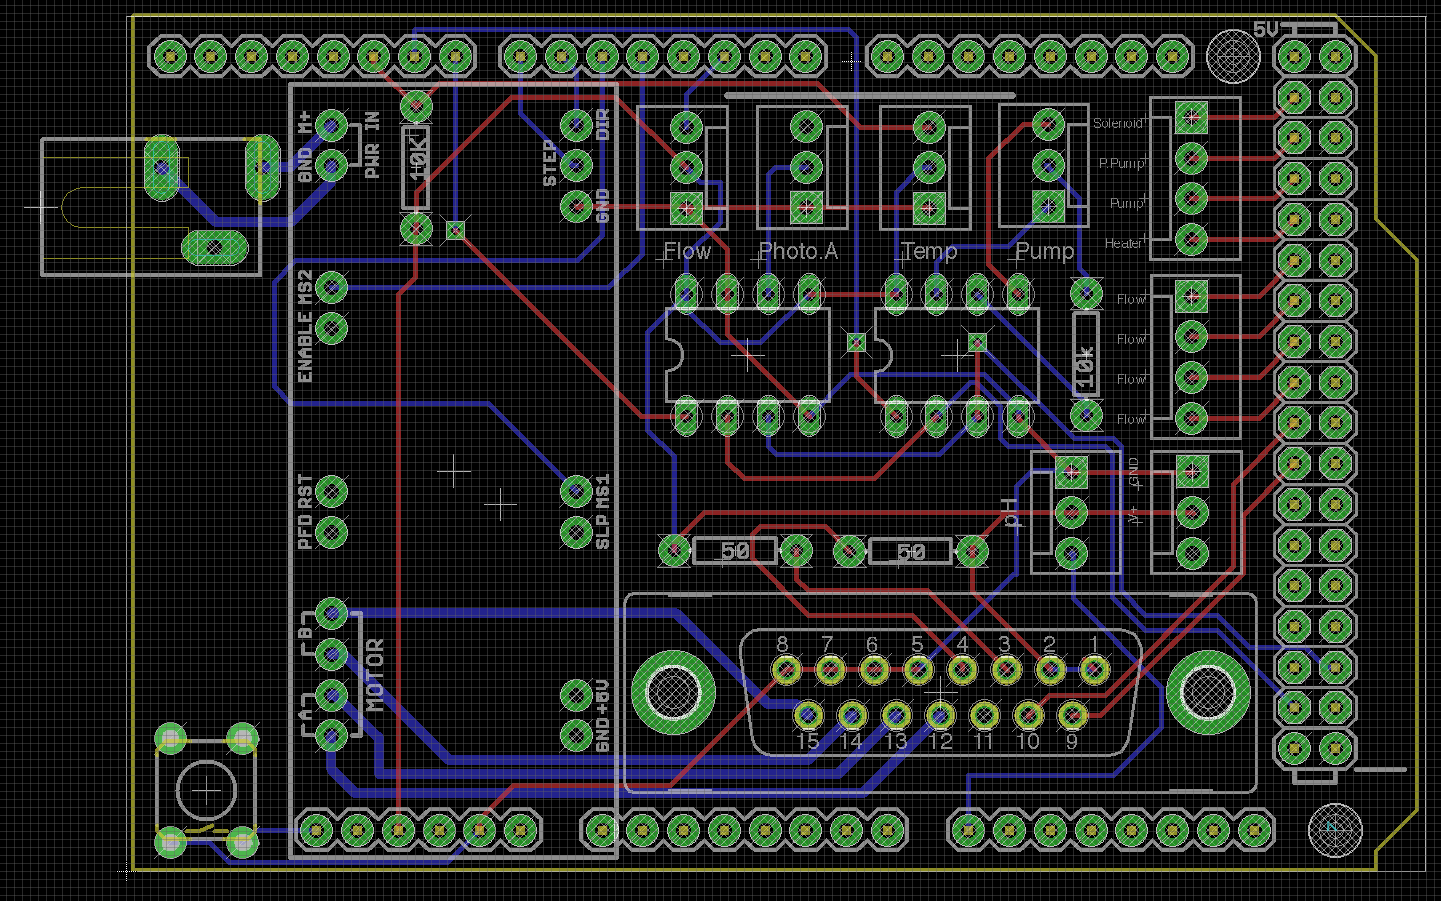 5V
M+
GND
PWR IN
10K
STEP
DIR
GND
Solenoid
P.Pump
Pump
Heater
Flow
Photo.A
Temp
Pump
MS2
ENABLE
Flow
Flow
Flow
Flow
10k
RST
PFD
MS1
SLP
pH
GND
V+
50
50
B
A
MOTOR
+5V
GND
8 7 6 5 4 3 2 1
15 14 13 12 11 10 9